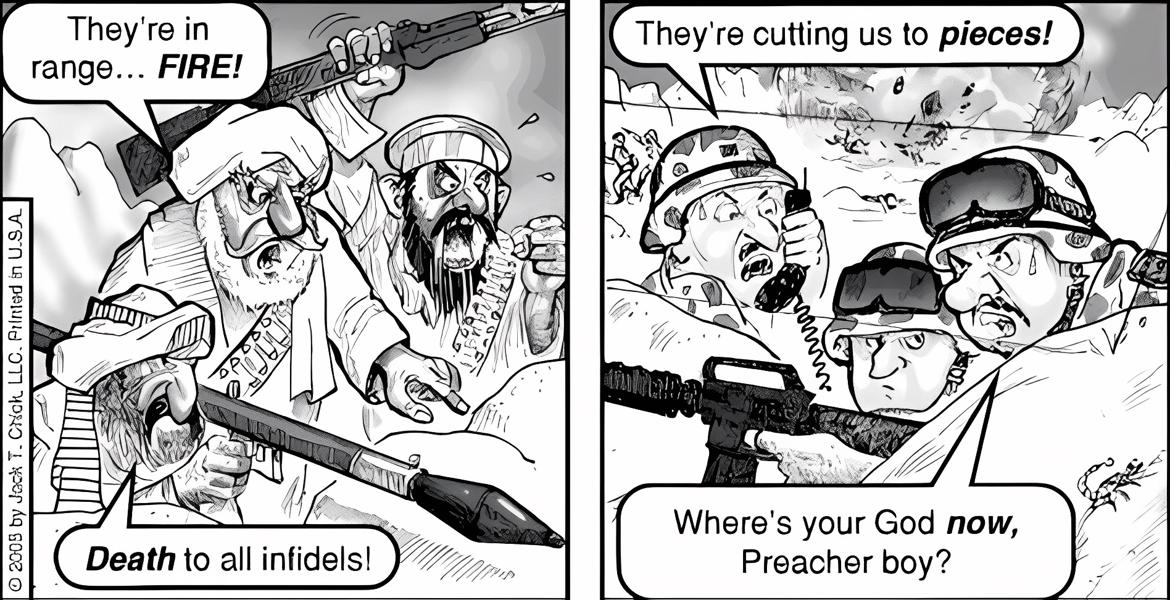 They're in
range... FIRE!
© 2008 by Jack T. Chick LLC. Printed in U.S.A.
Death to all infidels!
They're cutting us to pieces!
Where's your God now,
Preacher boy?